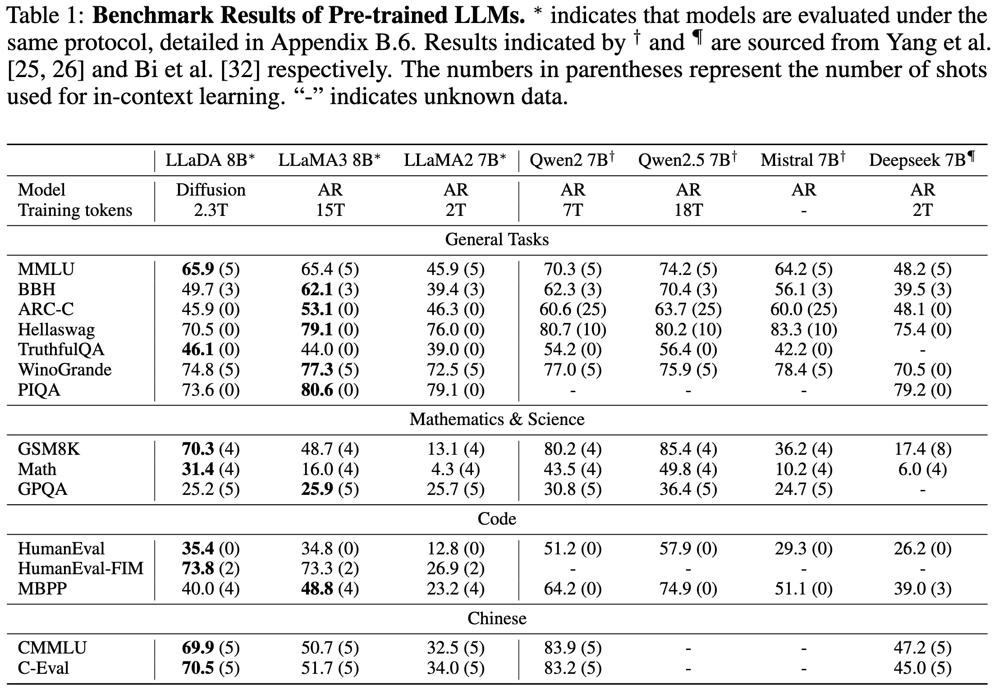 Table 1: Benchmark Results of Pre-trained LLMs. * indicates that models are evaluated under the
same protocol, detailed in Appendix B.6. Results indicated by † and ¶ are sourced from Yang et al.
[25, 26] and Bi et al. [32] respectively. The numbers in parentheses represent the number of shots
used for in-context learning. “-” indicates unknown data.
LLaDA 8B* LLaMA3 8B* LLaMA2 7B* Qwen2 7B† Qwen2.5 7B† Mistral 7B† Deepseek 7B¶
Model Diffusion AR AR AR AR AR AR
Training tokens 2.3T 15T 2T 7T 18T - 2T
General Tasks
MMLU 65.9 (5) 65.4 (5) 45.9 (5) 70.3 (5) 74.2 (5) 64.2 (5) 48.2 (5)
BBH 49.7 (3) 62.1 (3) 39.4 (3) 62.3 (3) 70.4 (3) 56.1 (3) 39.5 (3)
ARC-C 45.9 (0) 53.1 (0) 46.3 (0) 60.6 (25) 63.7 (25) 60.0 (25) 48.1 (0)
Hellaswag 70.5 (0) 79.1 (0) 76.0 (0) 80.7 (10) 80.2 (10) 83.3 (10) 75.4 (0)
TruthfulQA 46.1 (0) 44.0 (0) 39.0 (0) 54.2 (0) 56.4 (0) 42.2 (0) -
WinoGrande 74.8 (5) 77.3 (5) 72.5 (5) 77.0 (5) 75.9 (5) 78.4 (5) 70.5 (0)
PIQA 73.6 (0) 80.6 (0) 79.1 (0) - - - 79.2 (0)
Mathematics & Science
GSM8K 70.3 (4) 48.7 (4) 13.1 (4) 80.2 (4) 85.4 (4) 36.2 (4) 17.4 (8)
Math 31.4 (4) 16.0 (4) 4.3 (4) 43.5 (4) 49.8 (4) 10.2 (4) 6.0 (4)
GPQA 25.2 (5) 25.9 (5) 25.7 (5) 30.8 (5) 36.4 (5) 24.7 (5) -
Code
HumanEval 35.4 (0) 34.8 (0) 12.8 (0) 51.2 (0) 57.9 (0) 29.3 (0) 26.2 (0)
HumanEval-FIM 73.8 (2) 73.3 (2) 26.9 (2) - - - -
MBPP 40.0 (4) 48.8 (4) 23.2 (4) 64.2 (0) 74.9 (0) 51.1 (0) 39.0 (3)
Chinese
CMMLU 69.9 (5) 50.7 (5) 32.5 (5) 83.9 (5) - - 47.2 (5)
C-Eval 70.5 (5) 51.7 (5) 34.0 (5) 83.2 (5) - - 45.0 (5)